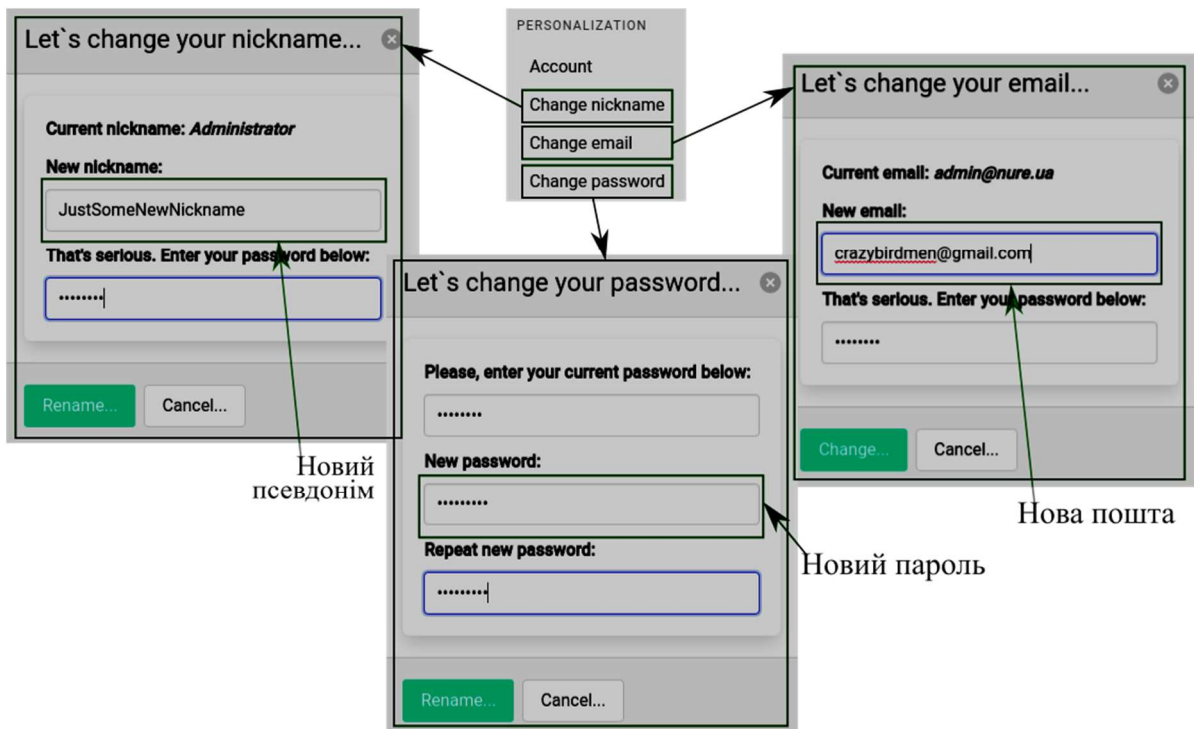 Let`s change your nickname...
Current nickname: Administrator
New nickname:
JustSomeNewNickname
That's serious. Enter your password below:
••••••••
Rename...
Cancel...
Новий
псевдонім
PERSONALIZATION
Account
Change nickname
Change email
Change password
Let`s change your password...
Please, enter your current password below:
••••••••
New password:
•••••••••
Repeat new password:
•••••••••
Rename...
Cancel...
Новий пароль
Let`s change your email...
Current email: admin@nure.ua
New email:
crazybirdmen@gmail.com
That's serious. Enter your password below:
••••••••
Change...
Cancel...
Нова пошта